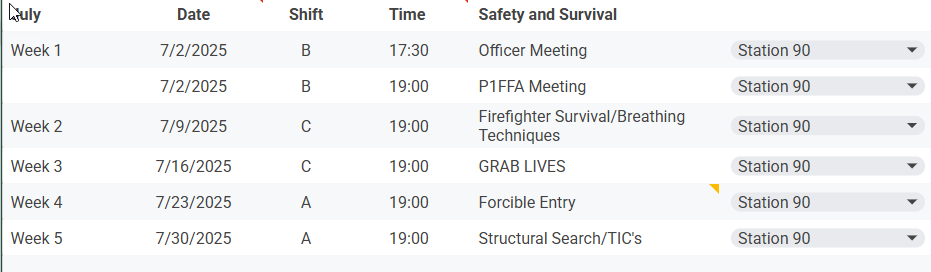 July Date Shift Time Safety and Survival
Week 1 7/2/2025 B 17:30 Officer Meeting Station 90
7/2/2025 B 19:00 P1FFA Meeting Station 90
Week 2 7/9/2025 C 19:00 Firefighter Survival/Breathing
Techniques Station 90
Week 3 7/16/2025 C 19:00 GRAB LIVES Station 90
Week 4 7/23/2025 A 19:00 Forcible Entry Station 90
Week 5 7/30/2025 A 19:00 Structural Search/TIC's Station 90